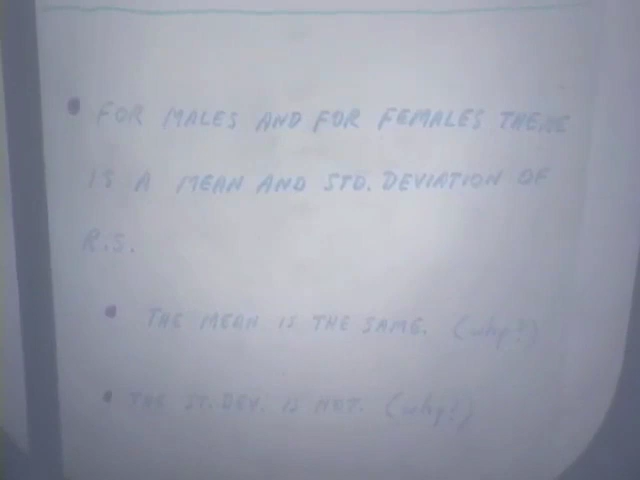 • FOR MALES AND FOR FEMALES THERE
IS A MEAN AND STD. DEVIATION OF
R.S.
• THE MEAN IS THE SAME. (why?)
• THE ST. DEV. IS NOT. (why?)